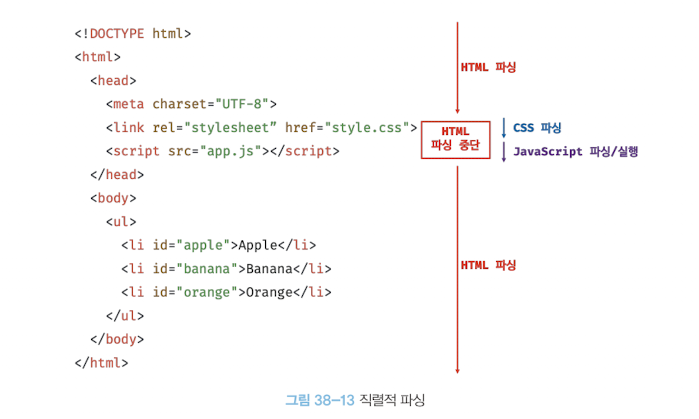 <!DOCTYPE html>
<html>
<head>
<meta charset="UTF-8">
<link rel="stylesheet” href="style.css">
<script src="app.js"></script>
</head>
<body>
<ul>
<li id="apple">Apple</li>
<li id="banana">Banana</li>
<li id="orange">Orange</li>
</ul>
</body>
</html>
HTML 파싱
HTML
파싱 중단
CSS 파싱
JavaScript 파싱/실행
HTML 파싱
그림 38-13 직렬적 파싱